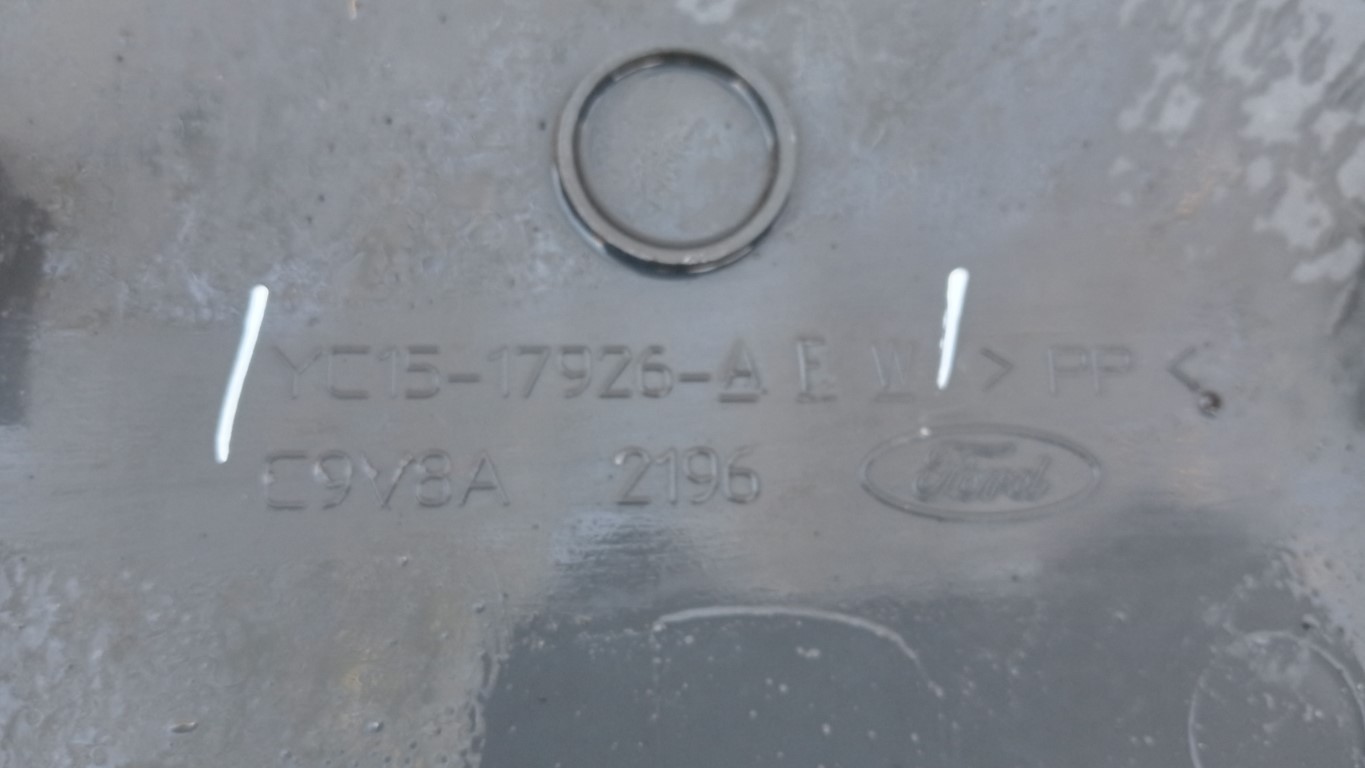 YC15-17926-A E W > PP <
C9V8A 2196 Ford